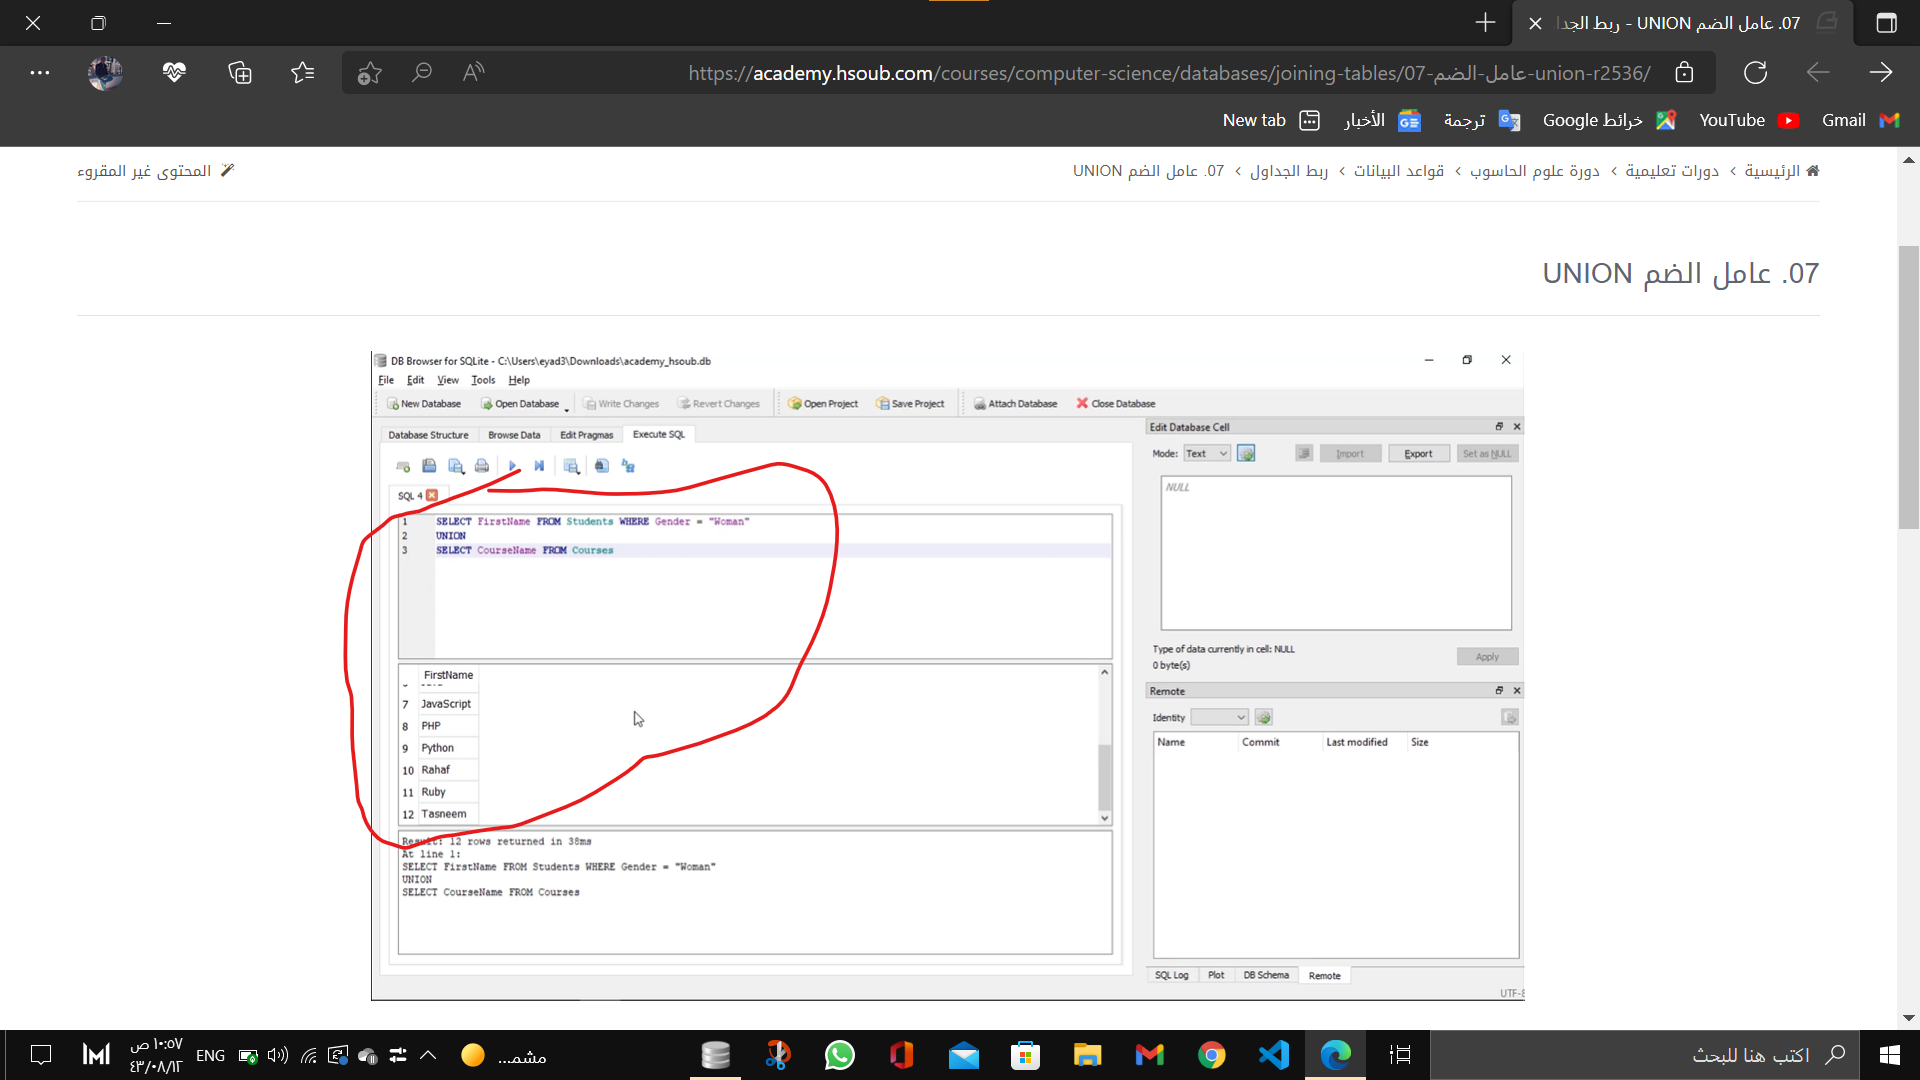 07. عامل الضم UNION - ربط الجدا
https://academy.hsoub.com/courses/computer-science/databases/joining-tables/07-عامل-الضم-union-r2536/
Gmail
YouTube
خرائط Google
ترجمة
الأخبار
New tab
الرئيسية › دورات تعليمية › دورة علوم الحاسوب › قواعد البيانات › ربط الجداول › 07. عامل الضم UNION
المحتوى غير المقروء
07. عامل الضم UNION
DB Browser for SQLite - C:\Users\eyad3\Downloads\academy_hsoub.db
File Edit View Tools Help
New Database Open Database Write Changes Revert Changes Open Project Save Project Attach Database Close Database
Database Structure Browse Data Edit Pragmas Execute SQL
SQL 4
1 SELECT FirstName FROM Students WHERE Gender = "Woman"
2 UNION
3 SELECT CourseName FROM Courses
FirstName
7 JavaScript
8 PHP
9 Python
10 Rahaf
11 Ruby
12 Tasneem
Result: 12 rows returned in 38ms
At line 1:
SELECT FirstName FROM Students WHERE Gender = "Woman"
UNION
SELECT CourseName FROM Courses
Edit Database Cell
Mode: Text Import Export Set as NULL
NULL
Type of data currently in cell: NULL
0 byte(s)
Apply
Remote
Identity
Name Commit Last modified Size
SQL Log Plot DB Schema Remote
UTF-8
اكتب هنا للبحث
مشمـ...
ENG
١٠:٥٧ ص
٤٣/٠٨/١٢